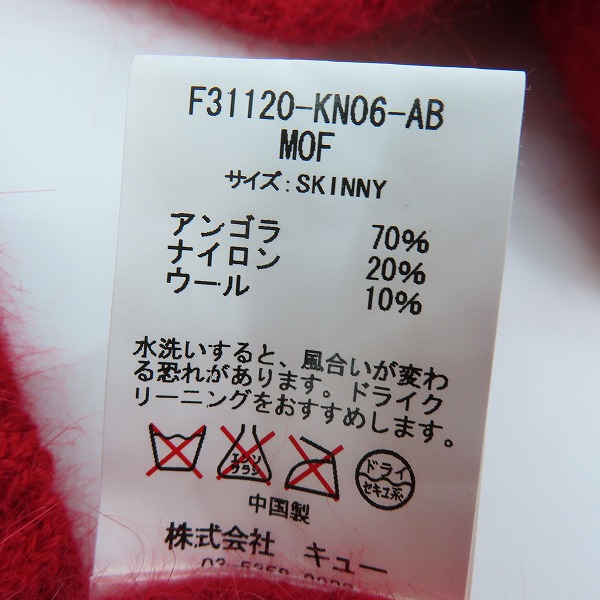 F31120-KN06-AB
MOF
サイズ:SKINNY
アンゴラ 70%
ナイロン 20%
ウール 10%
水洗いすると、風合いが変わ
る恐れがあります。ドライク
リーニングをおすすめします。
エンソ
サラシ
ドライ
セキユ系
中国製
株式会社 キュー